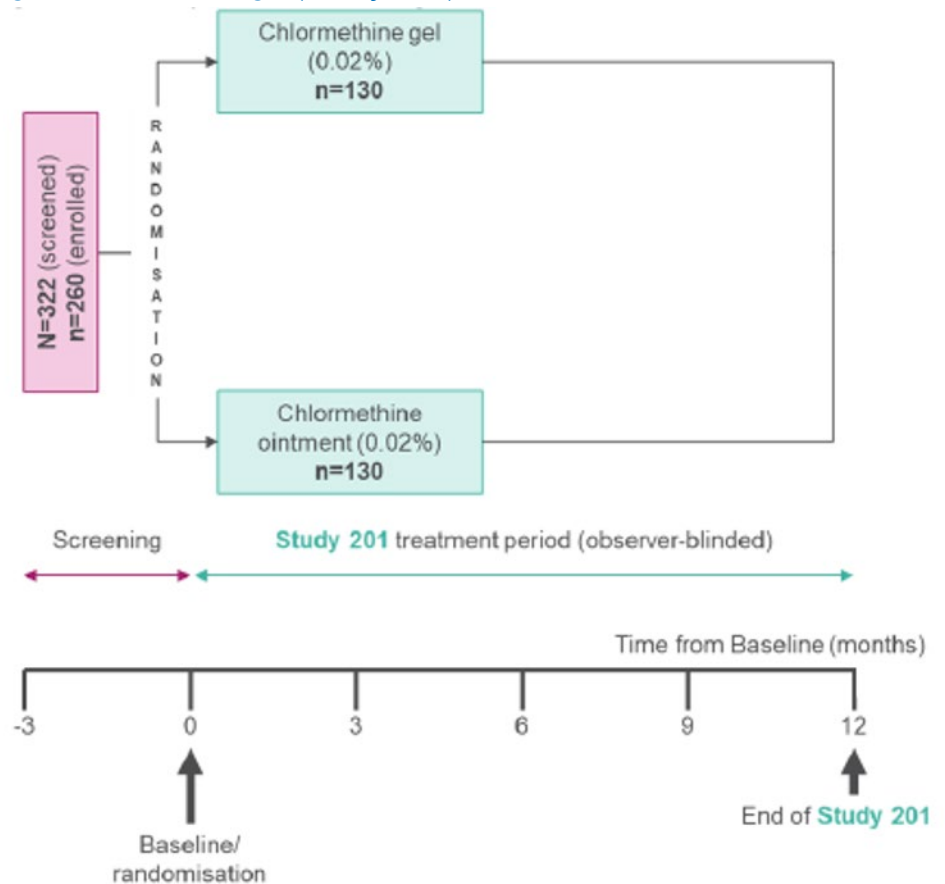 Chlormethine gel
(0.02%)
n=130
N=322 (screened)
n=260 (enrolled)
RANDOMISATION
Chlormethine
ointment (0.02%)
n=130
Screening
Study 201 treatment period (observer-blinded)
Time from Baseline (months)
-3 0 3 6 9 12
Baseline/
randomisation
End of Study 201